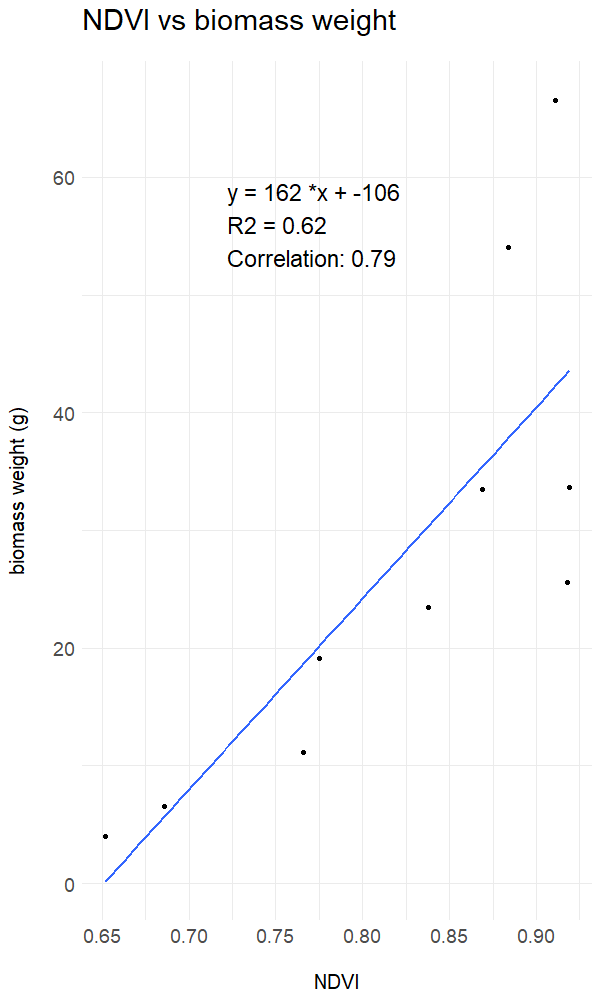 NDVI vs biomass weight
y = 162 *x + -106
R2 = 0.62
Correlation: 0.79
biomass weight (g)
60
40
20
0
0.65 0.70 0.75 0.80 0.85 0.90
NDVI